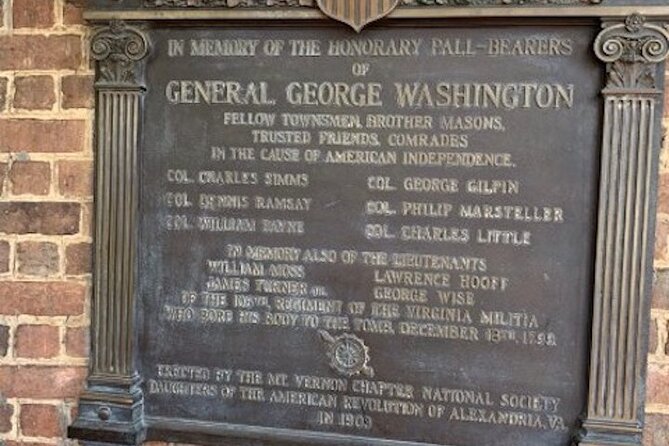 IN MEMORY OF THE HONORARY PALL-BEARERS
OF
GENERAL GEORGE WASHINGTON
FELLOW TOWNSMEN, BROTHER MASONS,
TRUSTED FRIENDS, COMRADES
IN THE CAUSE OF AMERICAN INDEPENDENCE.
COL. CHARLES SIMMS COL. GEORGE GILPIN
COL. DENNIS RAMSAY COL. PHILIP MARSTELLER
COL. WILLIAM PAYNE COL. CHARLES LITTLE
IN MEMORY ALSO OF THE LIEUTENANTS
WILLIAM MOSS LAWRENCE HOOFF
JAMES TURNER JR. GEORGE WISE
OF THE 106TH REGIMENT OF THE VIRGINIA MILITIA
WHO BORE HIS BODY TO THE TOMB, DECEMBER 18TH, 1799.
ERECTED BY THE MT. VERNON CHAPTER NATIONAL SOCIETY
DAUGHTERS OF THE AMERICAN REVOLUTION OF ALEXANDRIA, VA.
IN 1903